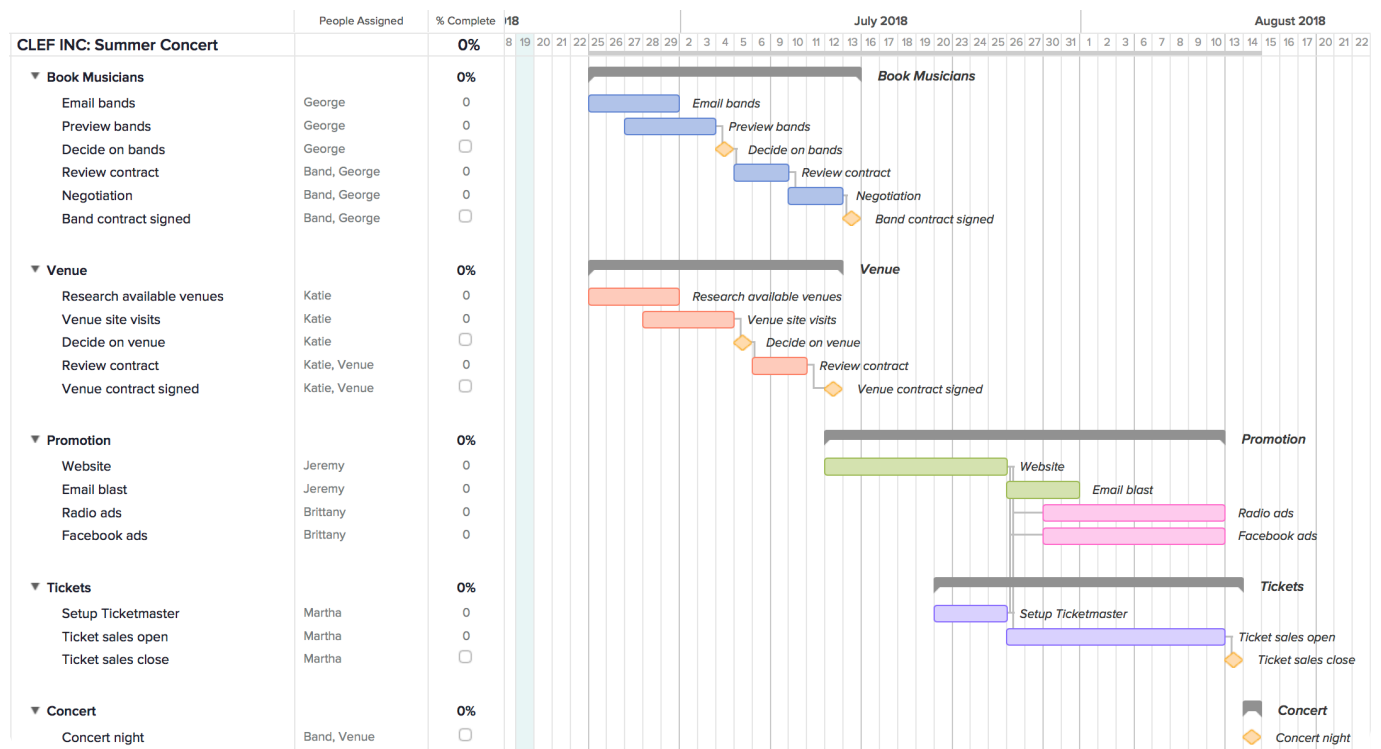 People Assigned % Complete 18 July 2018 August 2018
CLEF INC: Summer Concert 0% 8 19 20 21 22 25 26 27 28 29 2 3 4 5 6 9 10 11 12 13 16 17 18 19 20 23 24 25 26 27 30 31 1 2 3 6 7 8 9 10 13 14 15 16 17 20 21 22
Book Musicians 0% Book Musicians
Email bands George 0 Email bands
Preview bands George 0 Preview bands
Decide on bands George Decide on bands
Review contract Band, George 0 Review contract
Negotiation Band, George 0 Negotiation
Band contract signed Band, George Band contract signed
Venue 0% Venue
Research available venues Katie 0 Research available venues
Venue site visits Katie 0 Venue site visits
Decide on venue Katie Decide on venue
Review contract Katie, Venue 0 Review contract
Venue contract signed Katie, Venue Venue contract signed
Promotion 0% Promotion
Website Jeremy 0 Website
Email blast Jeremy 0 Email blast
Radio ads Brittany 0 Radio ads
Facebook ads Brittany 0 Facebook ads
Tickets 0% Tickets
Setup Ticketmaster Martha 0 Setup Ticketmaster
Ticket sales open Martha 0 Ticket sales open
Ticket sales close Martha Ticket sales close
Concert 0% Concert
Concert night Band, Venue Concert night